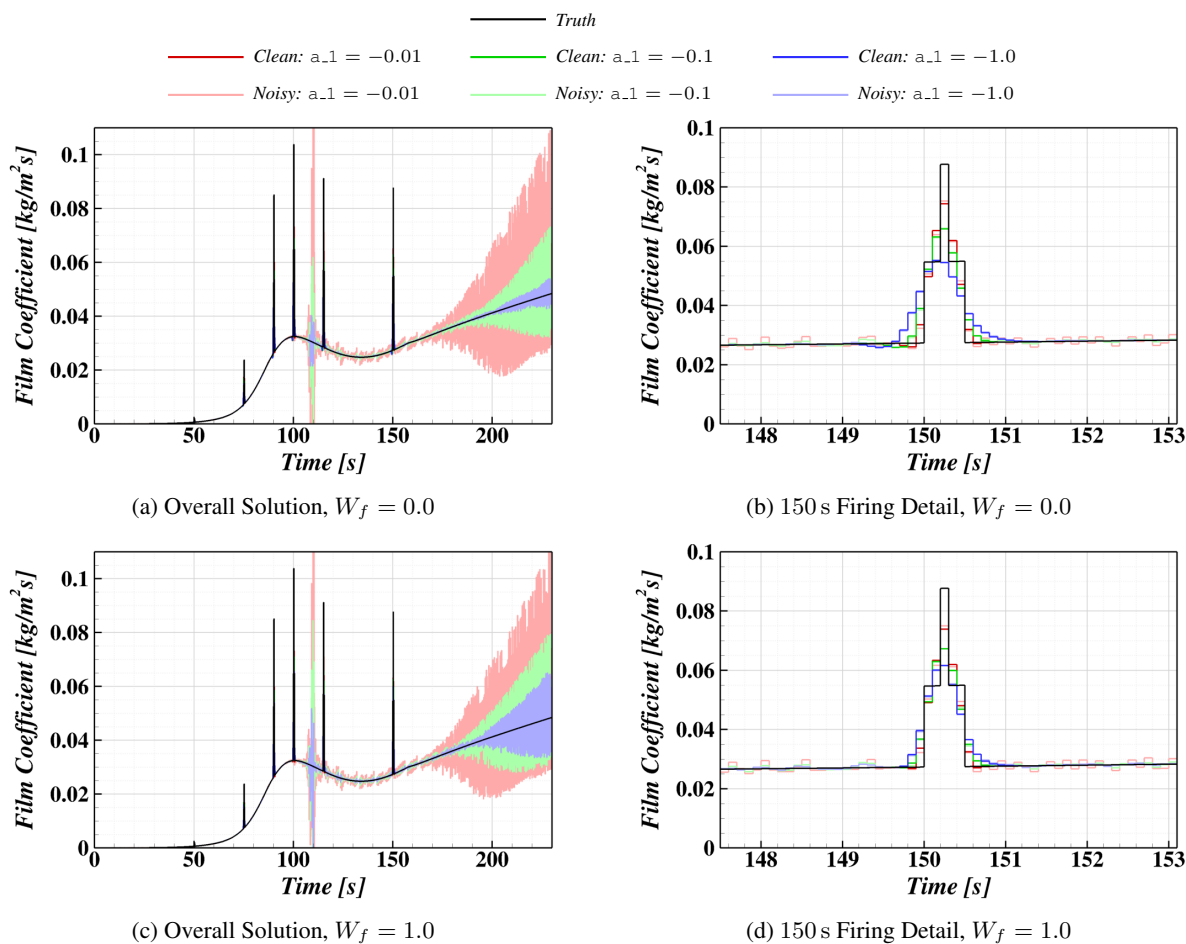 Truth
Clean: a_1 = −0.01 Clean: a_1 = −0.1 Clean: a_1 = −1.0
Noisy: a_1 = −0.01 Noisy: a_1 = −0.1 Noisy: a_1 = −1.0
Film Coefficient [kg/m²s]
0.1
0.08
0.06
0.04
0.02
0
0 50 100 150 200
Time [s]
(a) Overall Solution, W_f = 0.0
Film Coefficient [kg/m²s]
0.1
0.08
0.06
0.04
0.02
0
148 149 150 151 152 153
Time [s]
(b) 150 s Firing Detail, W_f = 0.0
Film Coefficient [kg/m²s]
0.1
0.08
0.06
0.04
0.02
0
0 50 100 150 200
Time [s]
(c) Overall Solution, W_f = 1.0
Film Coefficient [kg/m²s]
0.1
0.08
0.06
0.04
0.02
0
148 149 150 151 152 153
Time [s]
(d) 150 s Firing Detail, W_f = 1.0